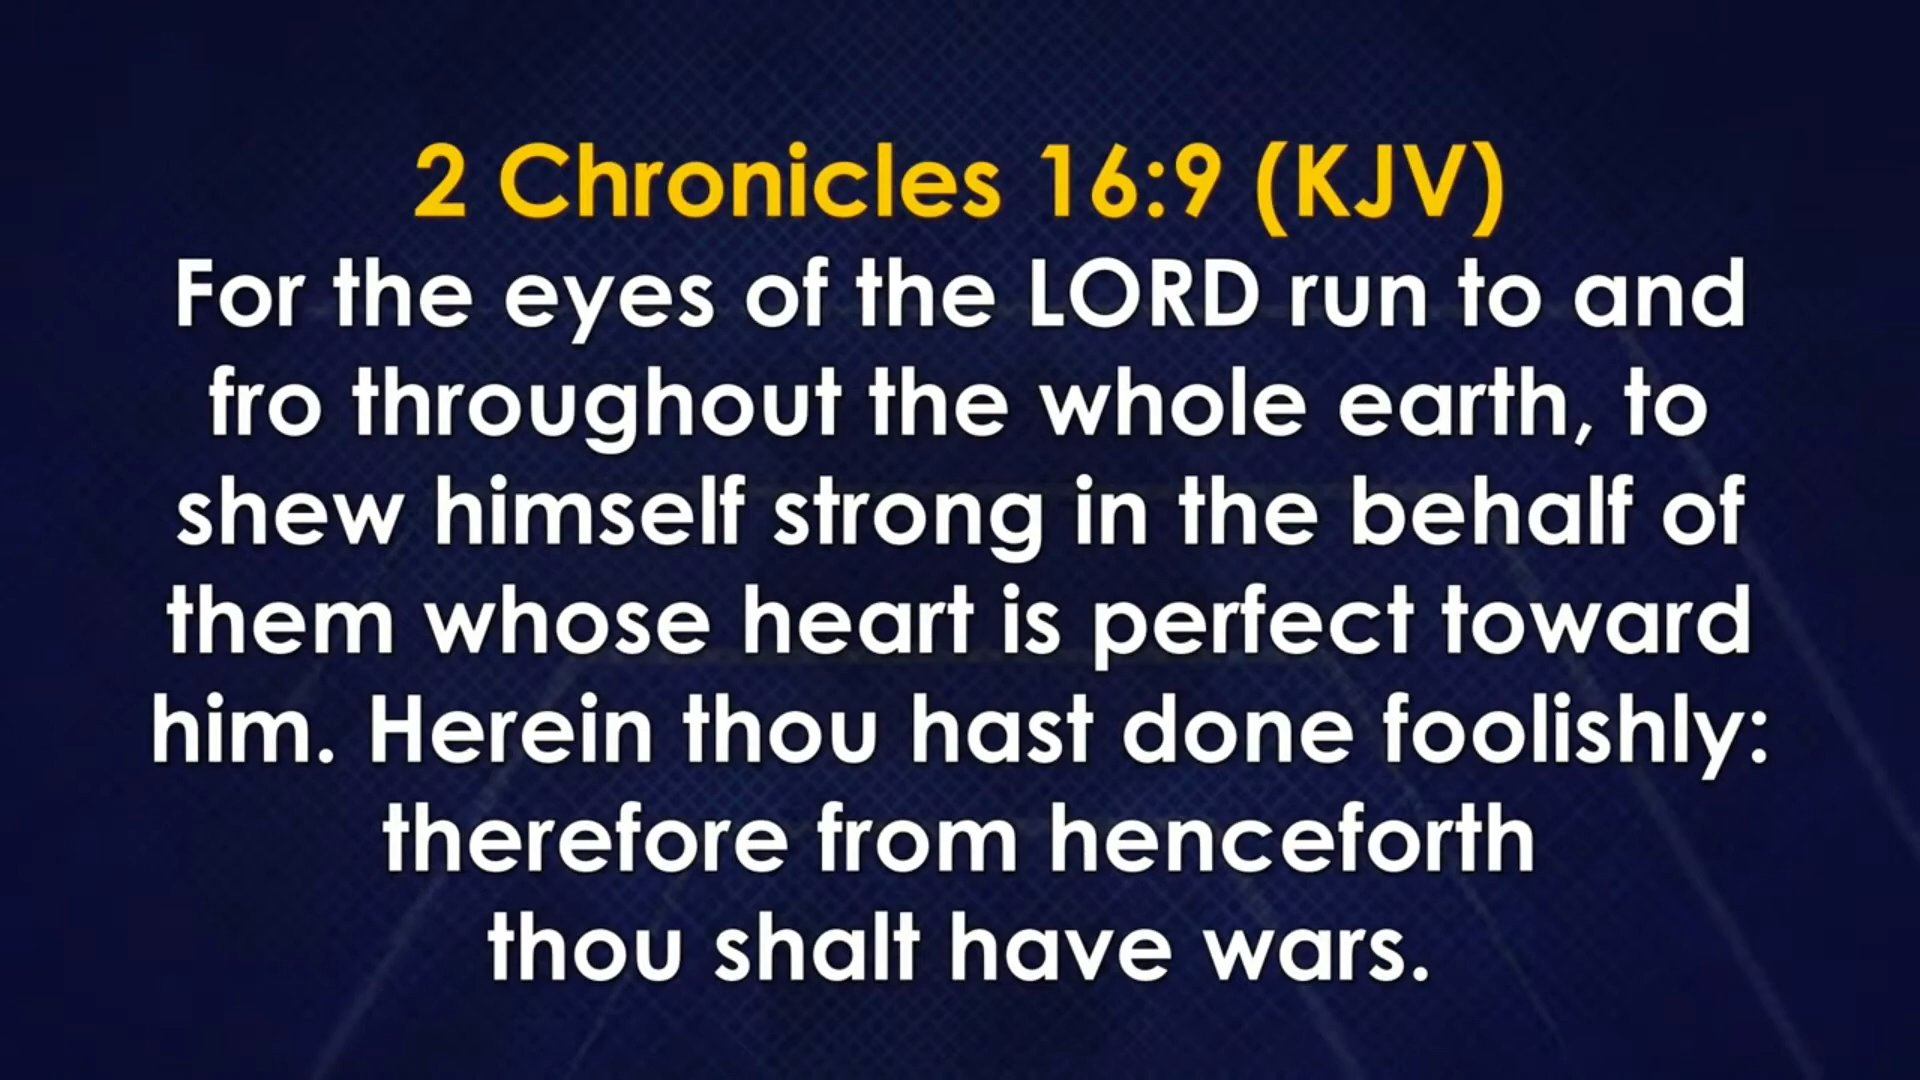 2 Chronicles 16:9 (KJV)
For the eyes of the LORD run to and
fro throughout the whole earth, to
shew himself strong in the behalf of
them whose heart is perfect toward
him. Herein thou hast done foolishly:
therefore from henceforth
thou shalt have wars.